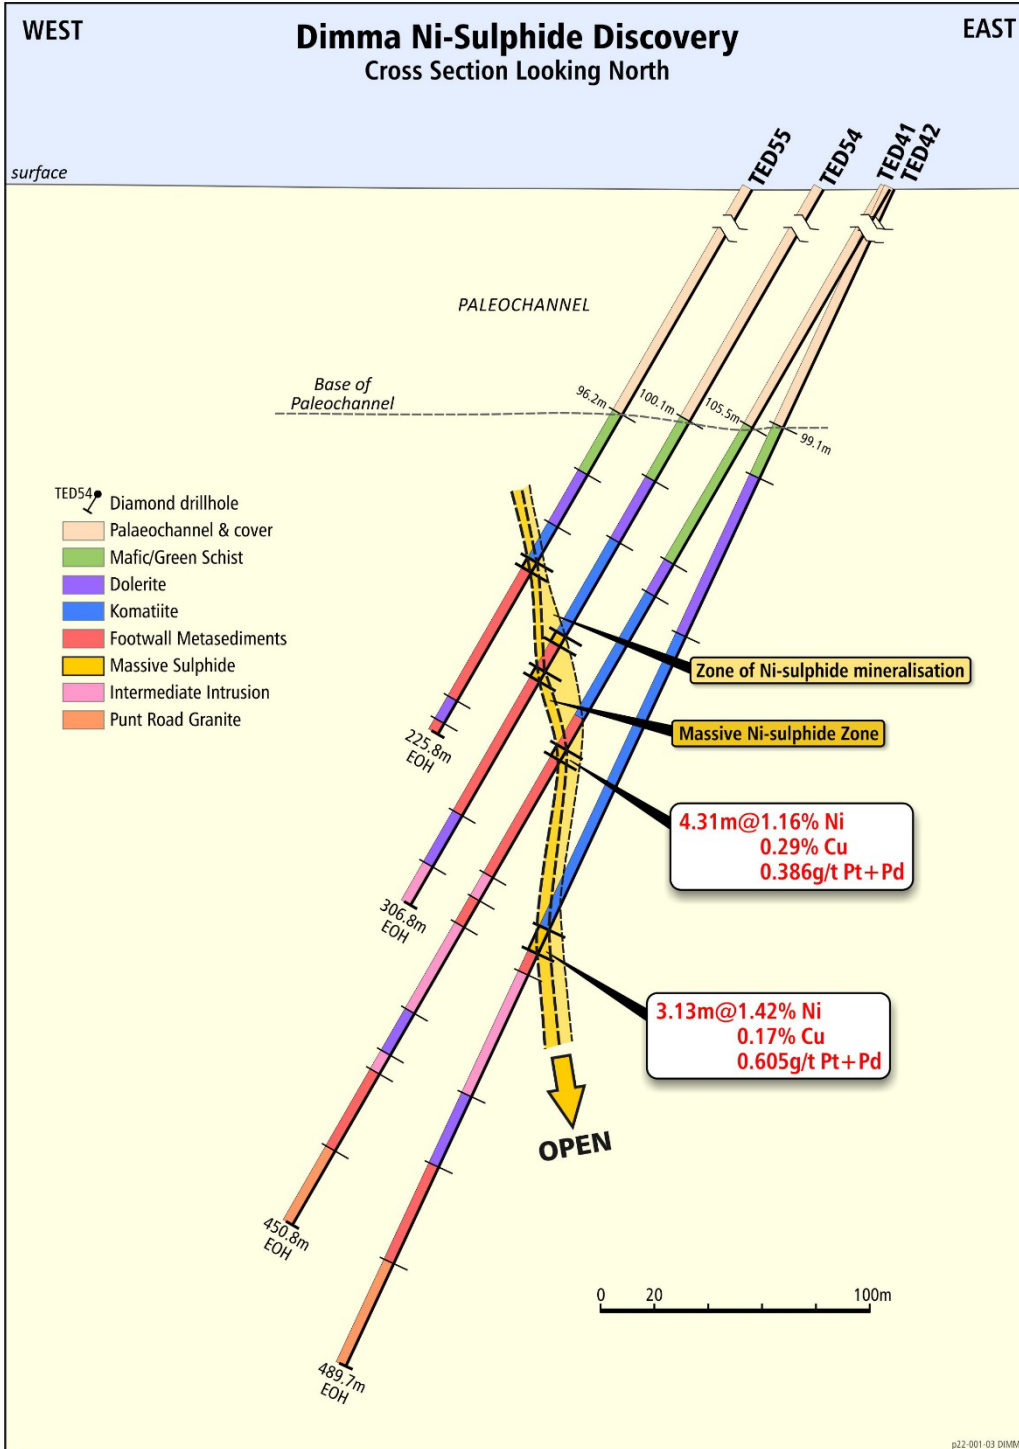 WEST
Dimma Ni-Sulphide Discovery
EAST
Cross Section Looking North
surface
TED55
TED54
TED41
TED42
PALEOCHANNEL
Base of
Paleochannel
96.2m
100.1m
105.5m
99.1m
TED54
Diamond drillhole
Palaeochannel & cover
Mafic/Green Schist
Dolerite
Komatiite
Footwall Metasediments
Massive Sulphide
Intermediate Intrusion
Punt Road Granite
Zone of Ni-sulphide mineralisation
Massive Ni-sulphide Zone
225.8m
EOH
4.31m@1.16% Ni
0.29% Cu
0.386g/t Pt+Pd
306.8m
EOH
3.13m@1.42% Ni
0.17% Cu
0.605g/t Pt+Pd
OPEN
450.8m
EOH
0 20 100m
489.7m
EOH
p22-001-03 DIMM